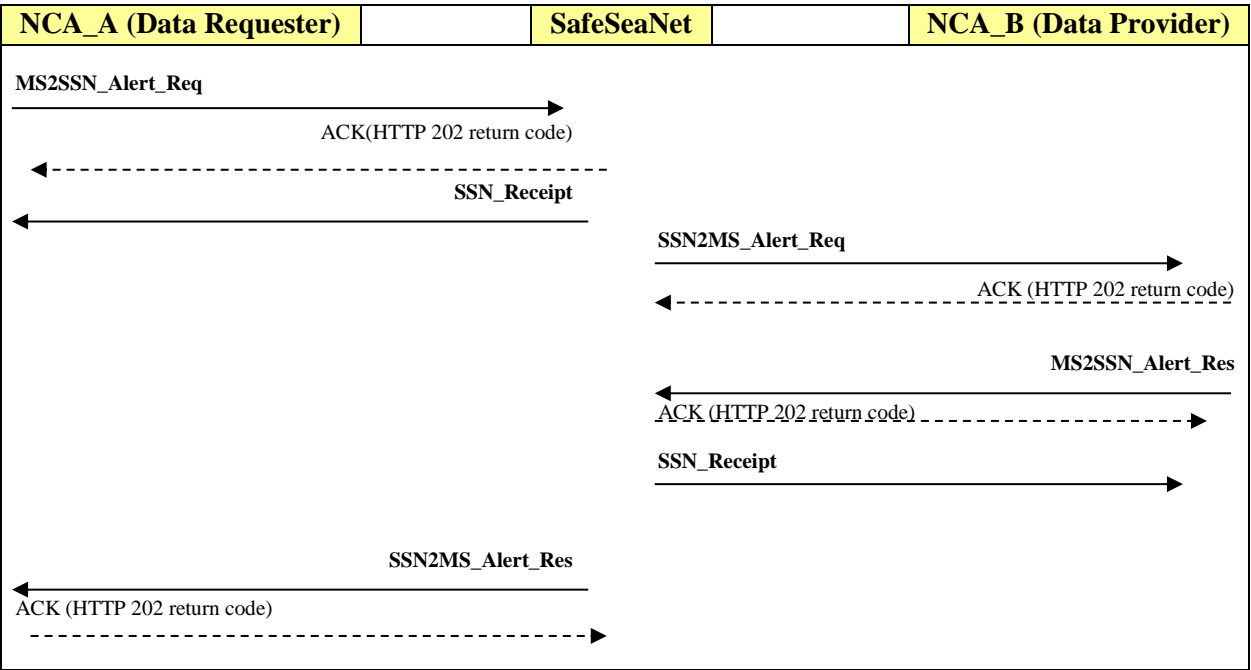 NCA_A (Data Requester)
SafeSeaNet
NCA_B (Data Provider)
MS2SSN_Alert_Req
ACK(HTTP 202 return code)
SSN_Receipt
SSN2MS_Alert_Req
ACK (HTTP 202 return code)
MS2SSN_Alert_Res
ACK (HTTP 202 return code)
SSN_Receipt
SSN2MS_Alert_Res
ACK (HTTP 202 return code)